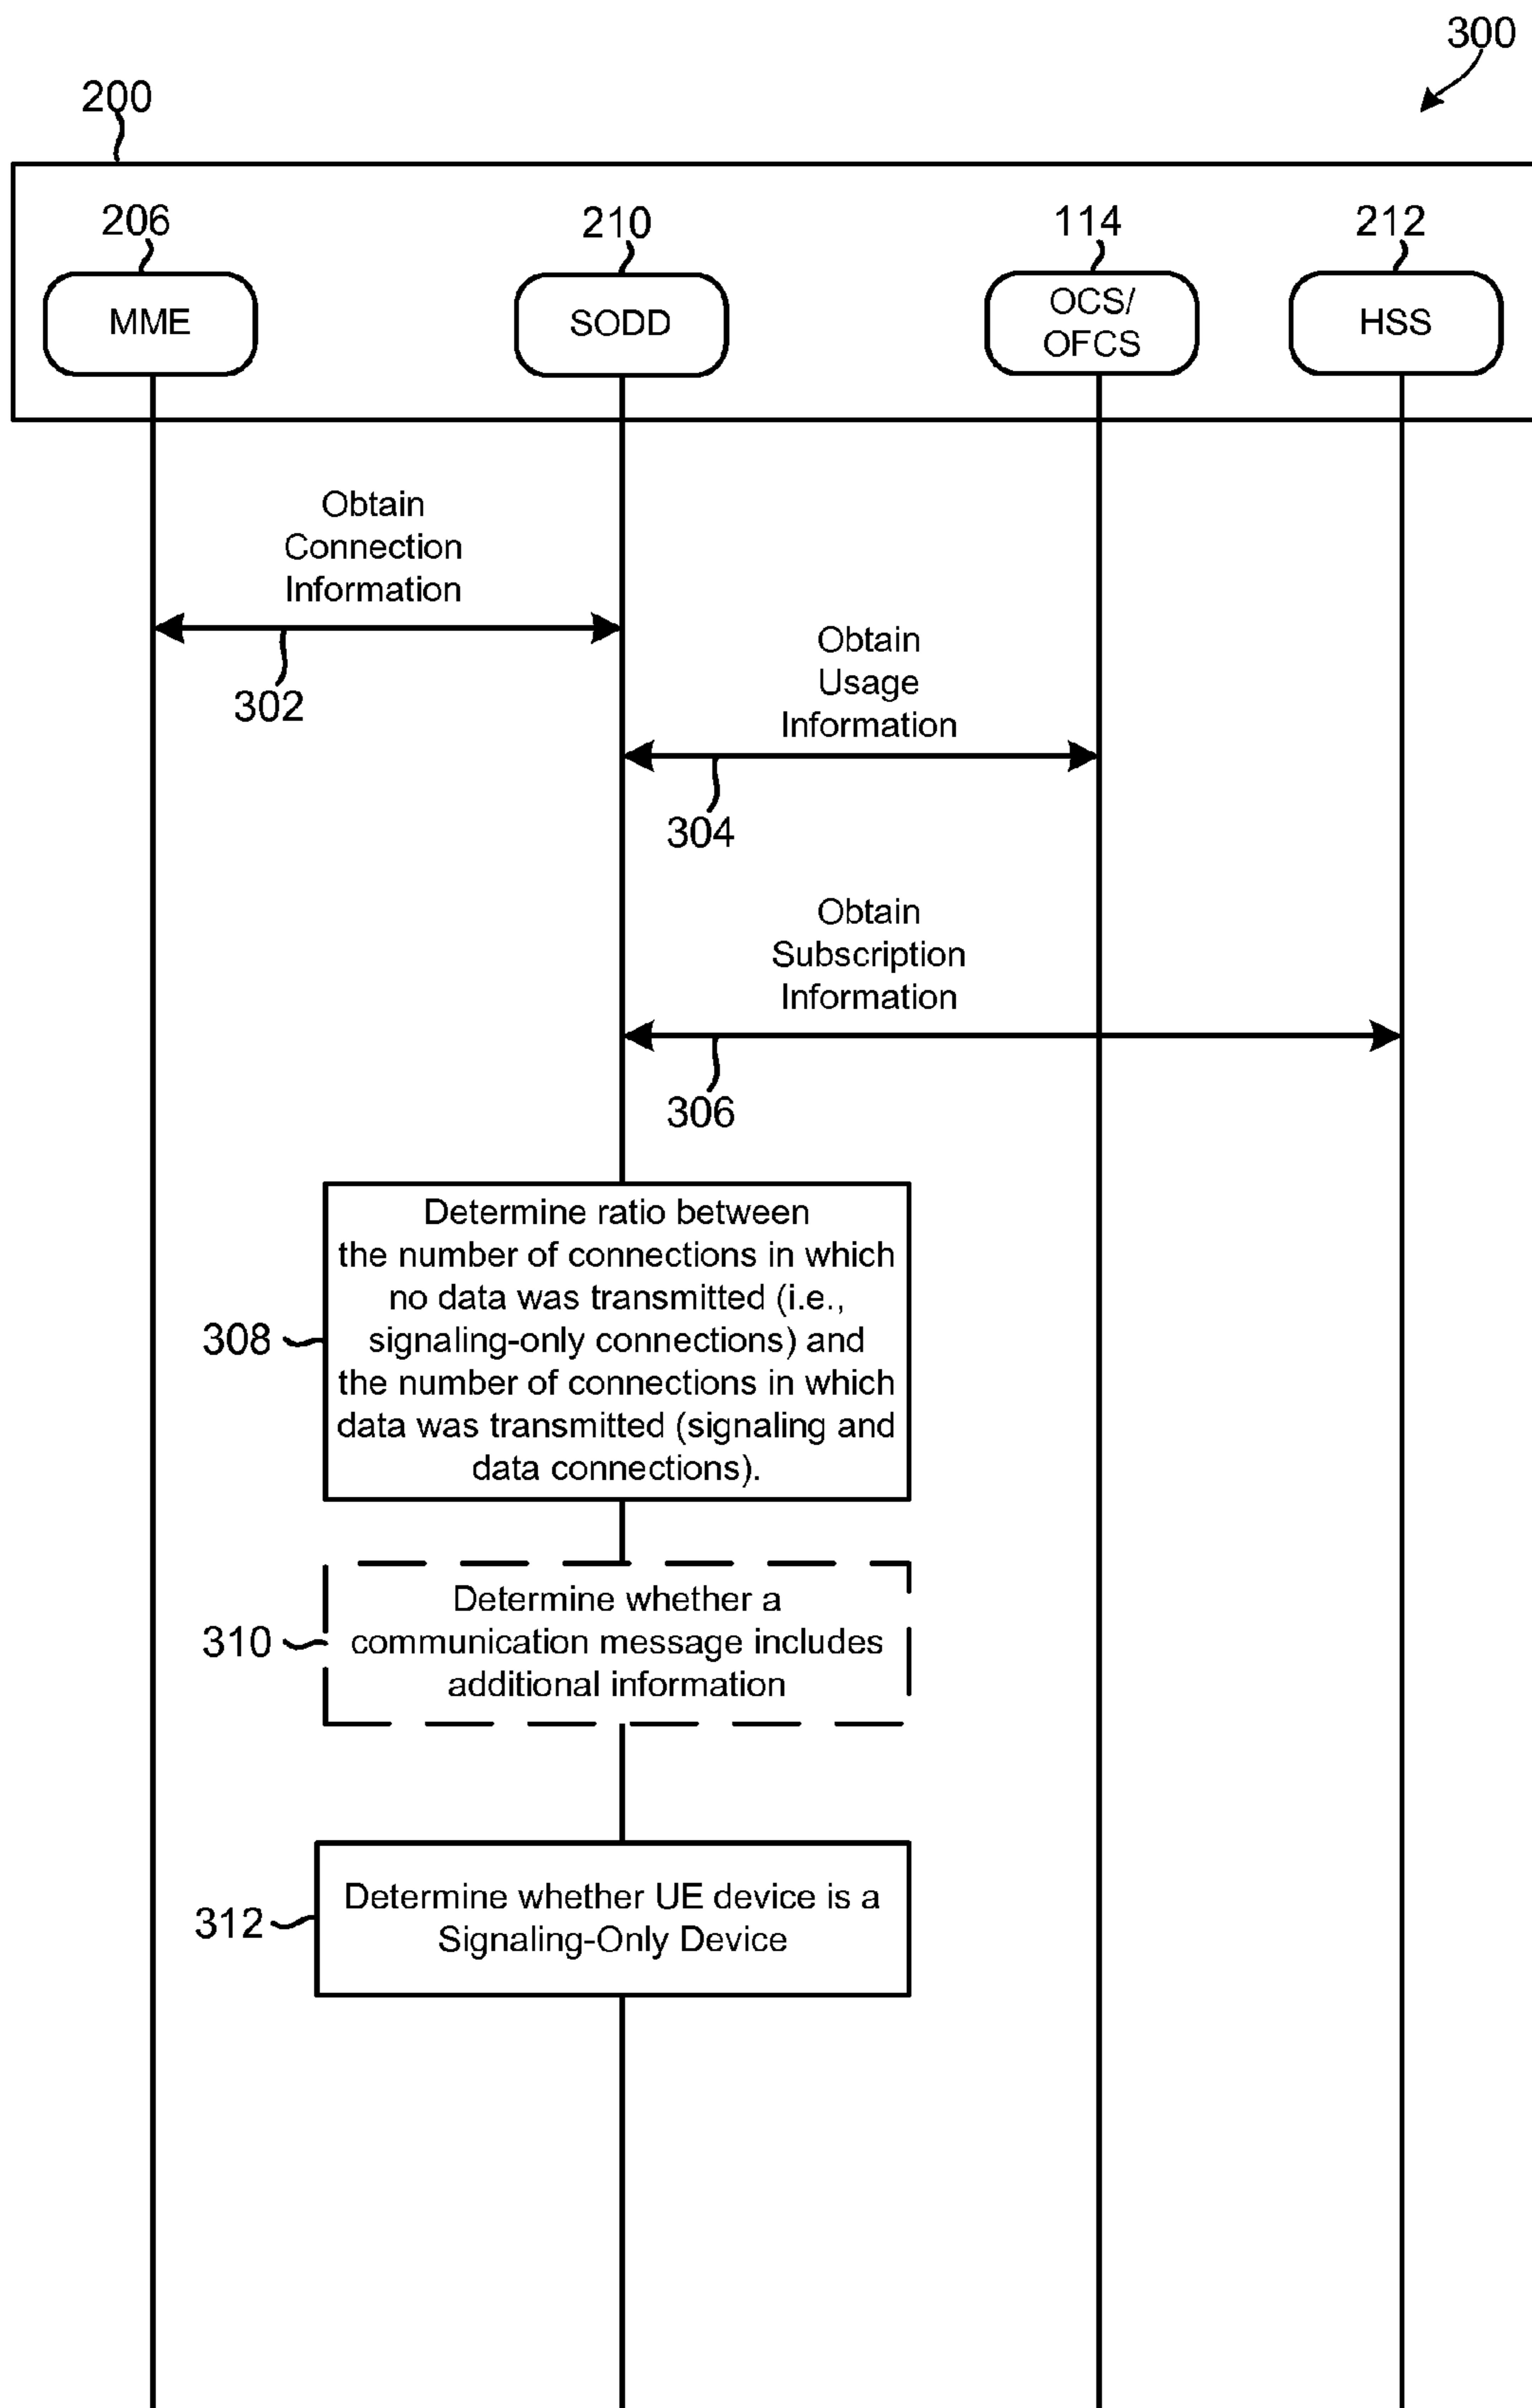 300
200
206
210
114
212
MME
SODD
OCS/
OFCS
HSS
Obtain
Connection
Information
302
Obtain
Usage
Information
304
Obtain
Subscription
Information
306
Determine ratio between
the number of connections in which
no data was transmitted (i.e.,
signaling-only connections) and
the number of connections in which
data was transmitted (signaling and
data connections).
308
Determine whether a
communication message includes
additional information
310
Determine whether UE device is a
Signaling-Only Device
312